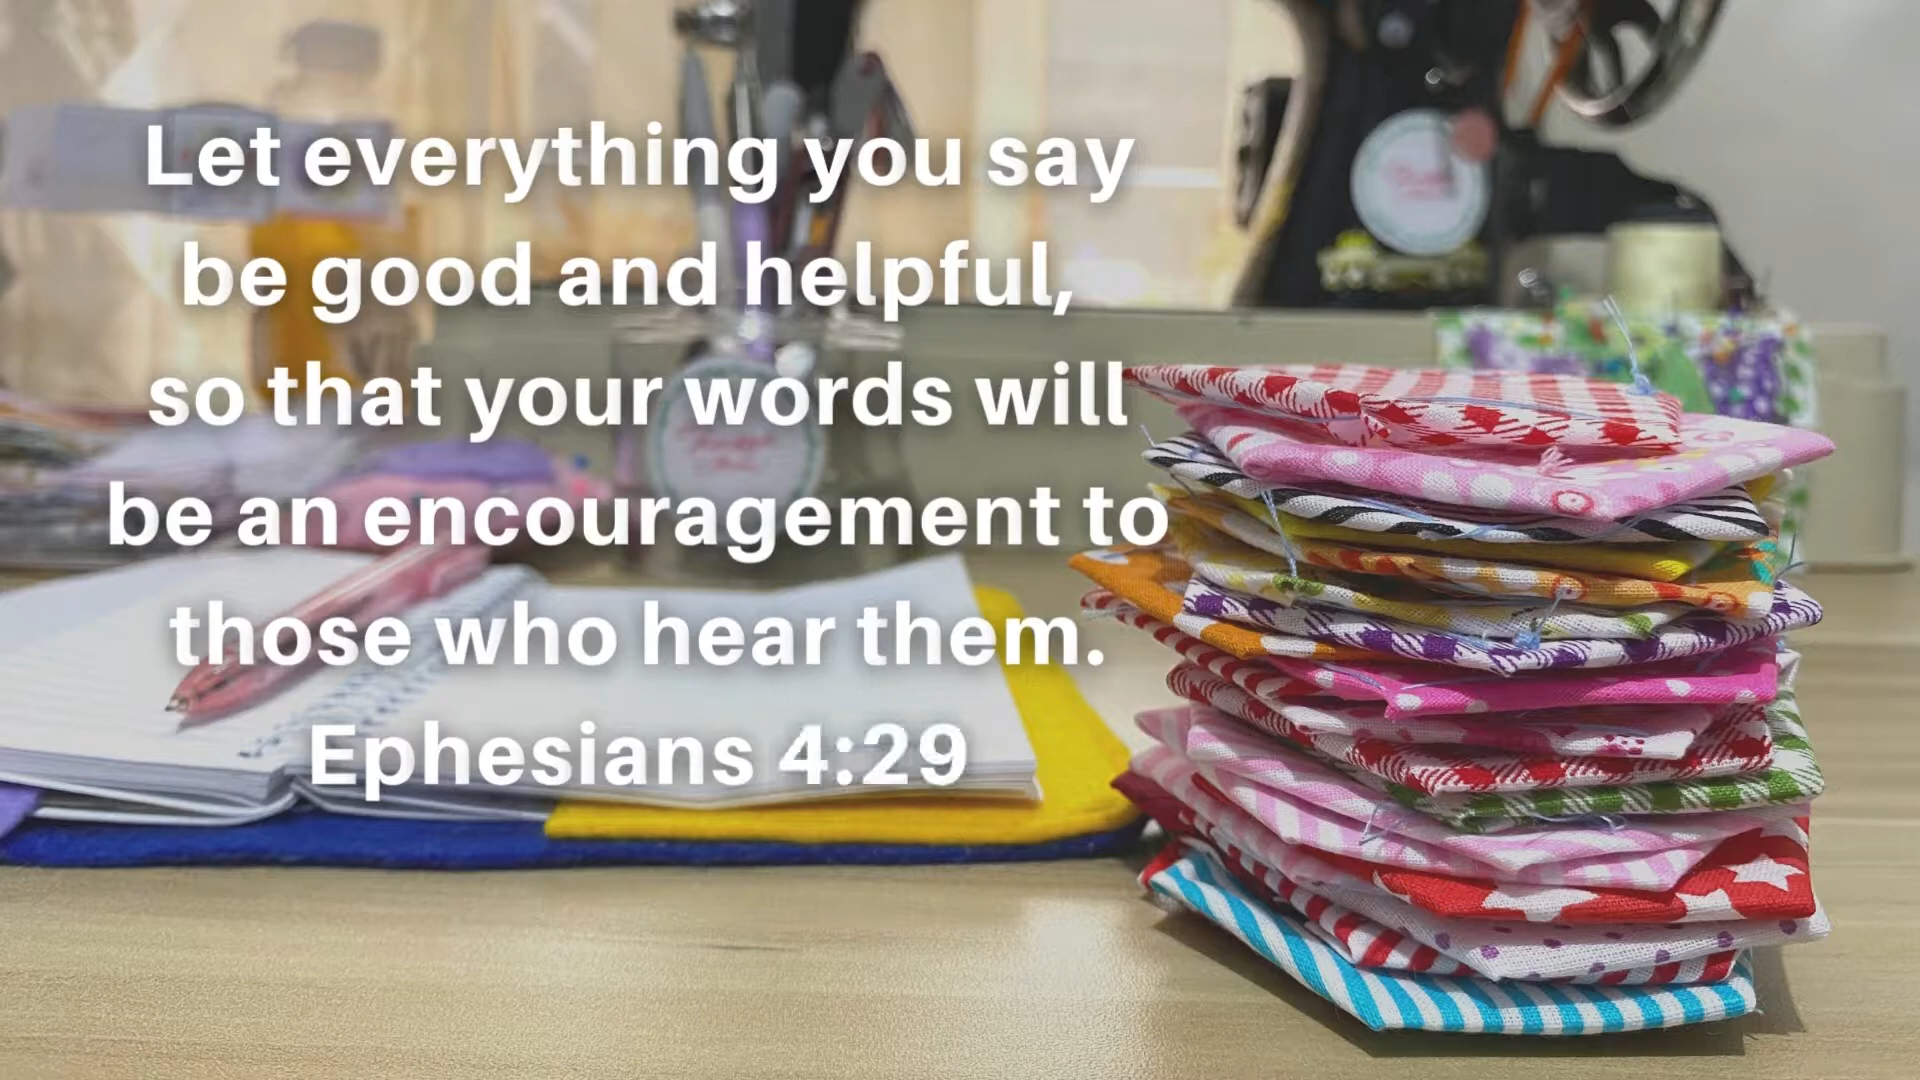 Let everything you say
be good and helpful,
so that your words will
be an encouragement to
those who hear them.
Ephesians 4:29